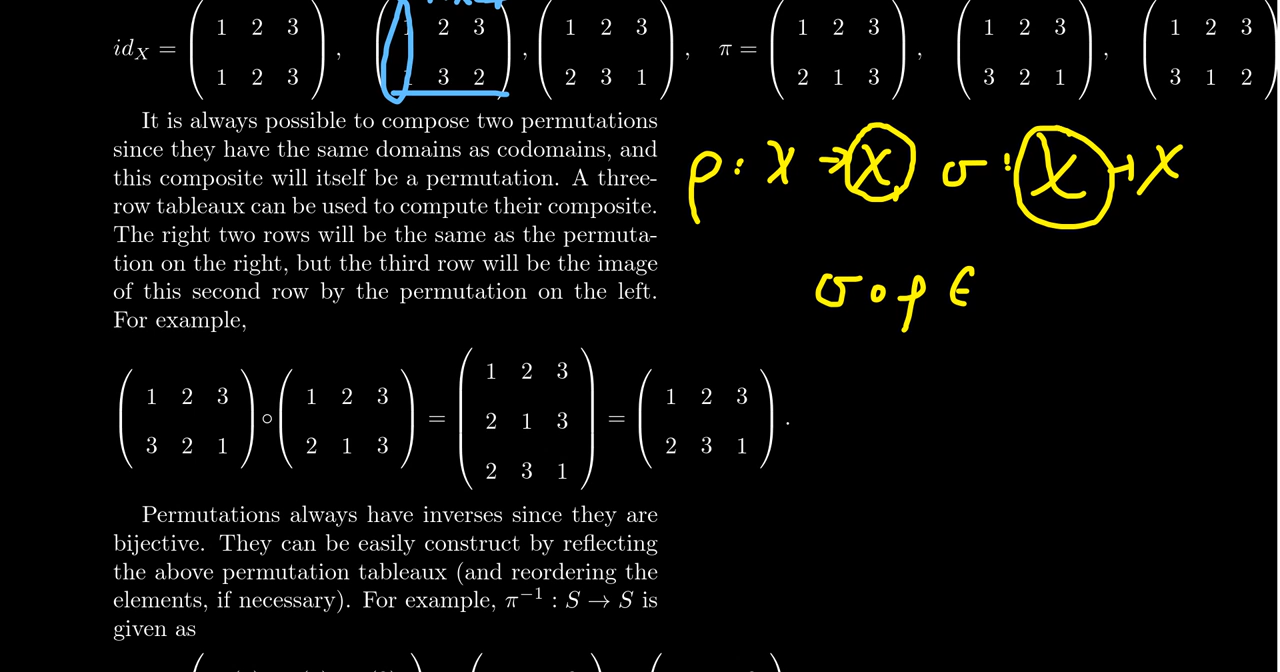 id_X = ( 1 2 3 / 1 2 3 ) , ( 1 2 3 / 1 3 2 ) , ( 1 2 3 / 2 3 1 ) , π = ( 1 2 3 / 2 1 3 ) , ( 1 2 3 / 3 2 1 ) , ( 1 2 3 / 3 1 2 )
It is always possible to compose two permutations
since they have the same domains as codomains, and
this composite will itself be a permutation. A three-
row tableaux can be used to compute their composite.
The right two rows will be the same as the permuta-
tion on the right, but the third row will be the image
of this second row by the permutation on the left.
For example,
ρ : X → X σ : X → X
σ ∘ ρ ∈
( 1 2 3 / 3 2 1 ) ∘ ( 1 2 3 / 2 1 3 ) = ( 1 2 3 / 2 1 3 / 2 3 1 ) = ( 1 2 3 / 2 3 1 ) .
Permutations always have inverses since they are
bijective. They can be easily construct by reflecting
the above permutation tableaux (and reordering the
elements, if necessary). For example, π⁻¹ : S → S is
given as